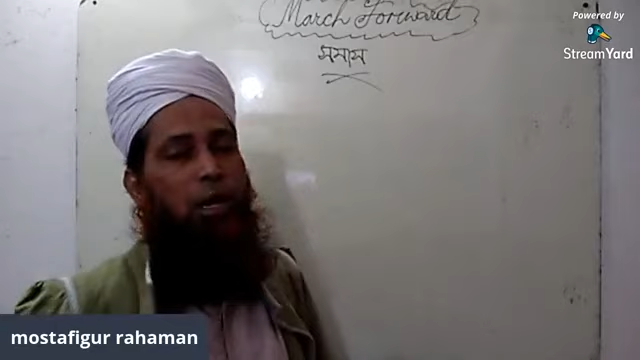 March Forward
সমাস
Powered by
StreamYard
mostafigur rahaman